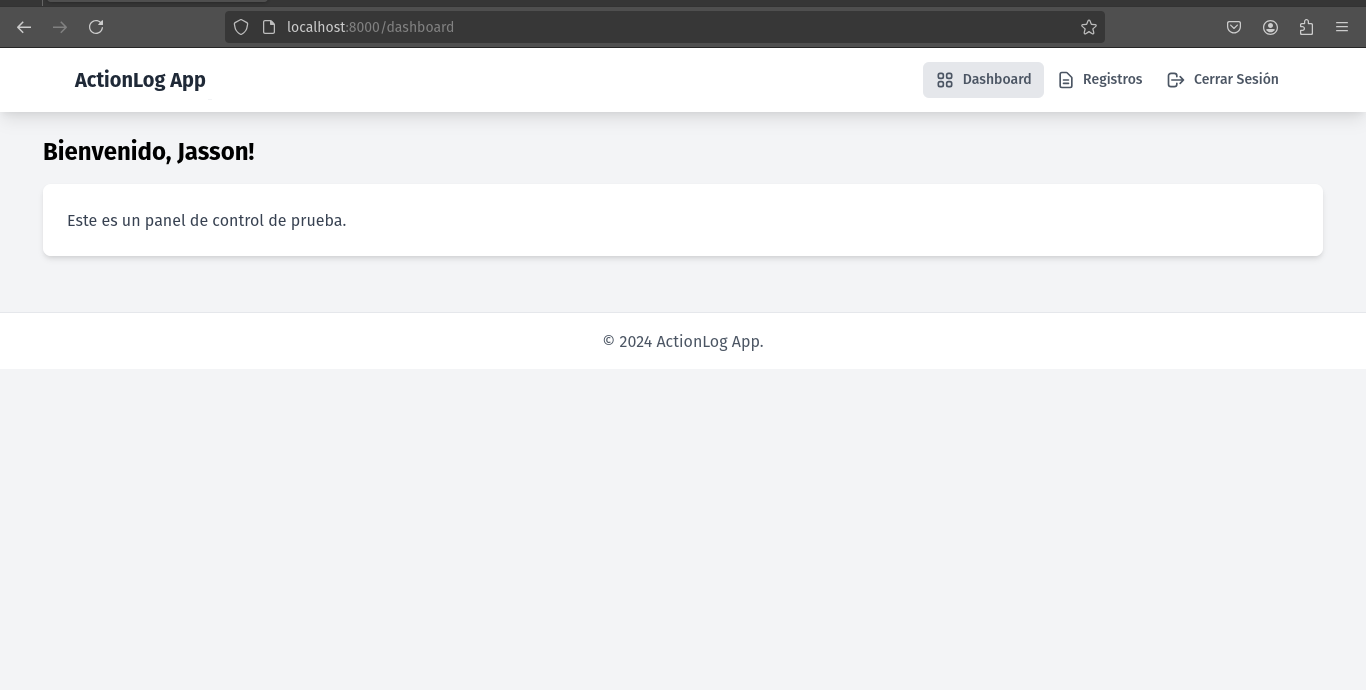 localhost:8000/dashboard
ActionLog App
Dashboard
Registros
Cerrar Sesión
Bienvenido, Jasson!
Este es un panel de control de prueba.
© 2024 ActionLog App.